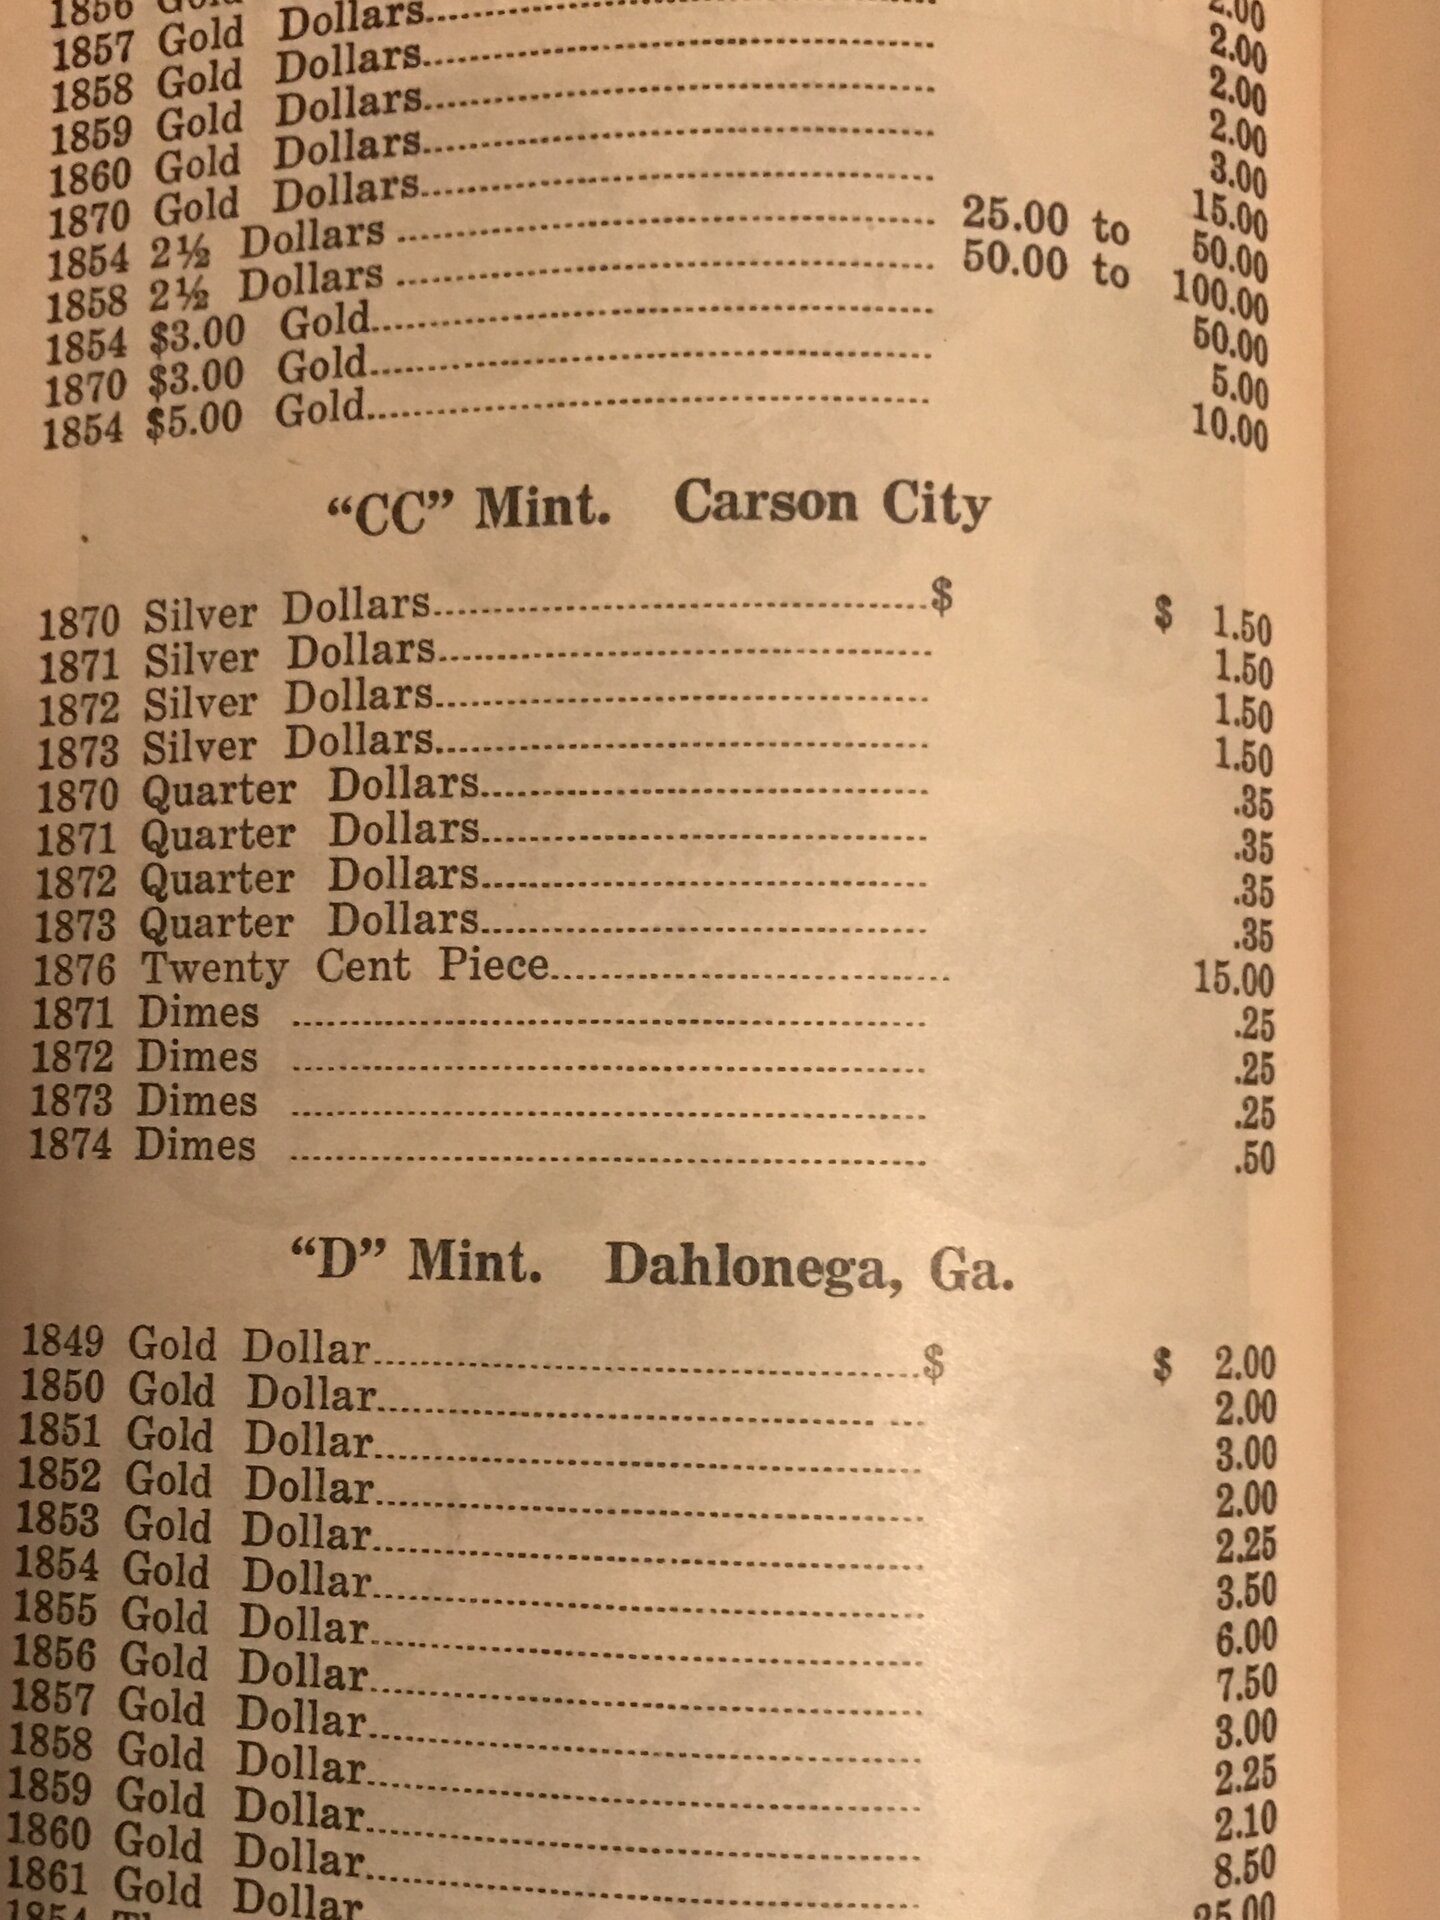 1856 Gold Dollars 2.00
1857 Gold Dollars 2.00
1858 Gold Dollars 2.00
1859 Gold Dollars 2.00
1860 Gold Dollars 3.00
1870 Gold Dollars 15.00
1854 2½ Dollars 25.00 to 50.00
1858 2½ Dollars 50.00 to 100.00
1854 $3.00 Gold 50.00
1870 $3.00 Gold 5.00
1854 $5.00 Gold 10.00
“CC” Mint. Carson City
1870 Silver Dollars $ $ 1.50
1871 Silver Dollars 1.50
1872 Silver Dollars 1.50
1873 Silver Dollars 1.50
1870 Quarter Dollars .35
1871 Quarter Dollars .35
1872 Quarter Dollars .35
1873 Quarter Dollars .35
1876 Twenty Cent Piece 15.00
1871 Dimes .25
1872 Dimes .25
1873 Dimes .25
1874 Dimes .50
“D” Mint. Dahlonega, Ga.
1849 Gold Dollar $ $ 2.00
1850 Gold Dollar 2.00
1851 Gold Dollar 3.00
1852 Gold Dollar 2.00
1853 Gold Dollar 2.25
1854 Gold Dollar 3.50
1855 Gold Dollar 6.00
1856 Gold Dollar 7.50
1857 Gold Dollar 3.00
1858 Gold Dollar 2.25
1859 Gold Dollar 2.10
1860 Gold Dollar 8.50
1861 Gold Dollar 25.00
1854